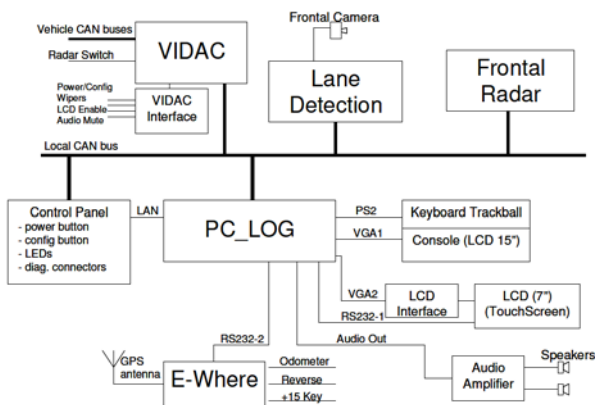 Frontal Camera
Vehicle CAN buses
VIDAC
Radar Switch
Lane
Detection
Frontal
Radar
Power/Config
Wipers
LCD Enable
Audio Mute
VIDAC
Interface
Local CAN bus
Control Panel
- power button
- config button
- LEDs
- diag. connectors
LAN
PC_LOG
PS2
Keyboard Trackball
VGA1
Console (LCD 15")
VGA2
LCD
Interface
LCD (7")
(TouchScreen)
RS232-1
RS232-2
Audio Out
GPS
antenna
E-Where
Odometer
Reverse
+15 Key
Audio
Amplifier
Speakers